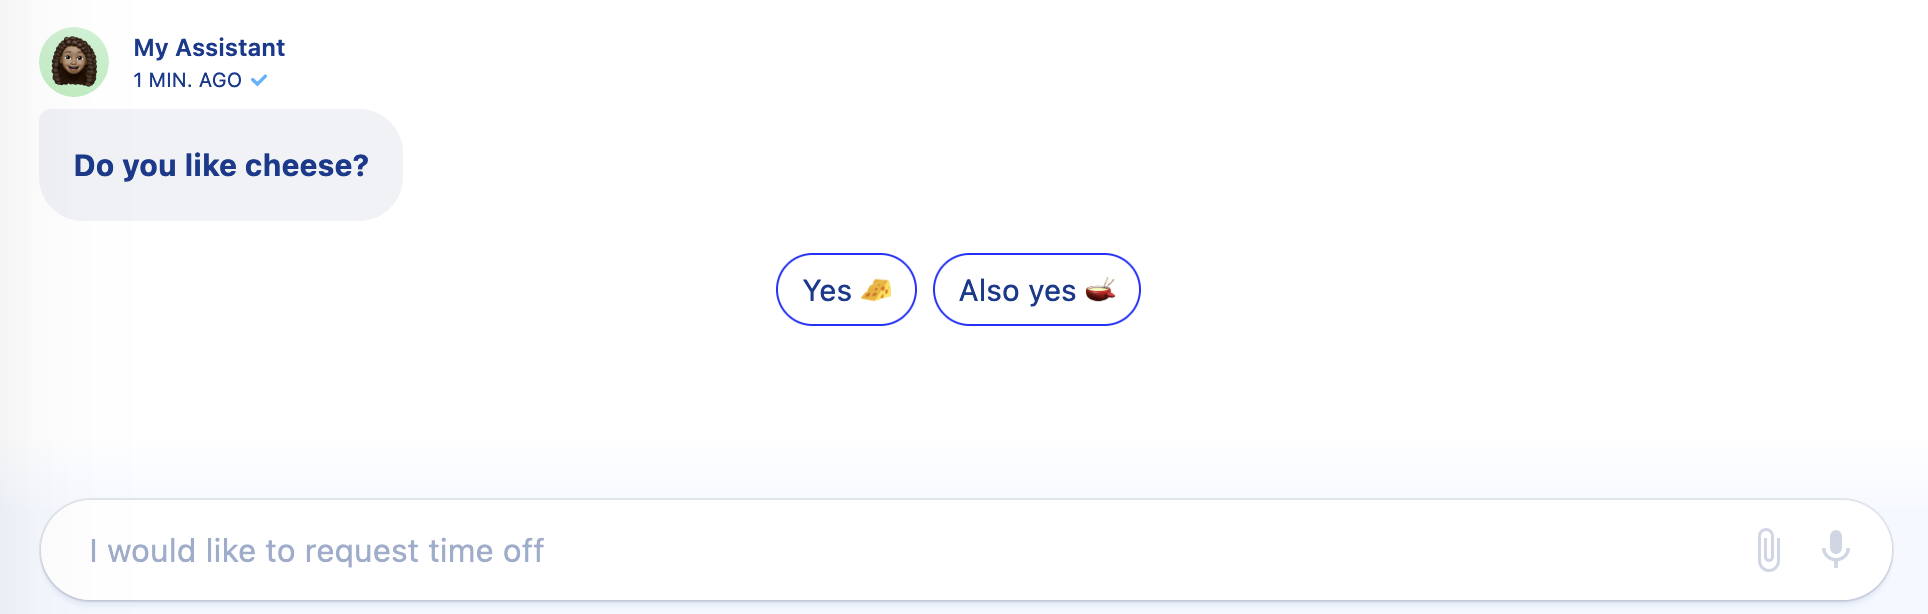 My Assistant
1 MIN. AGO
Do you like cheese?
Yes 🧀
Also yes 🥣
I would like to request time off